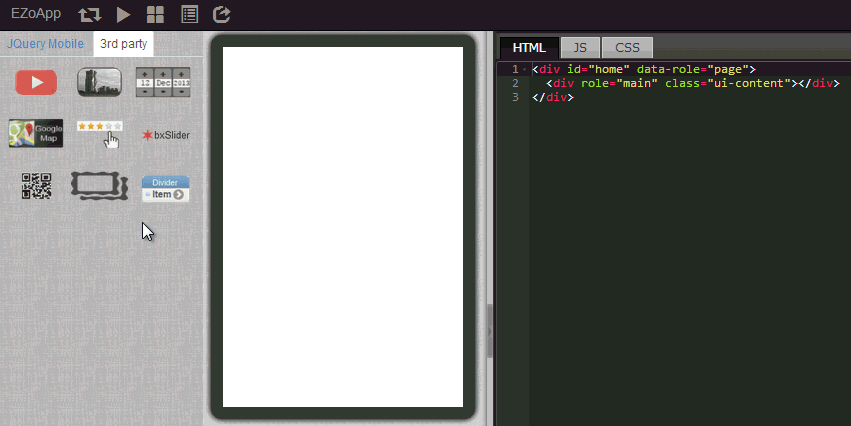 EZoApp
JQuery Mobile
3rd party
+ + +
12 Dec 2013
Google
Map
bxSlider
Divider
Item
HTML
JS
CSS
1 <div id="home" data-role="page">
2 <div role="main" class="ui-content"></div>
3 </div>